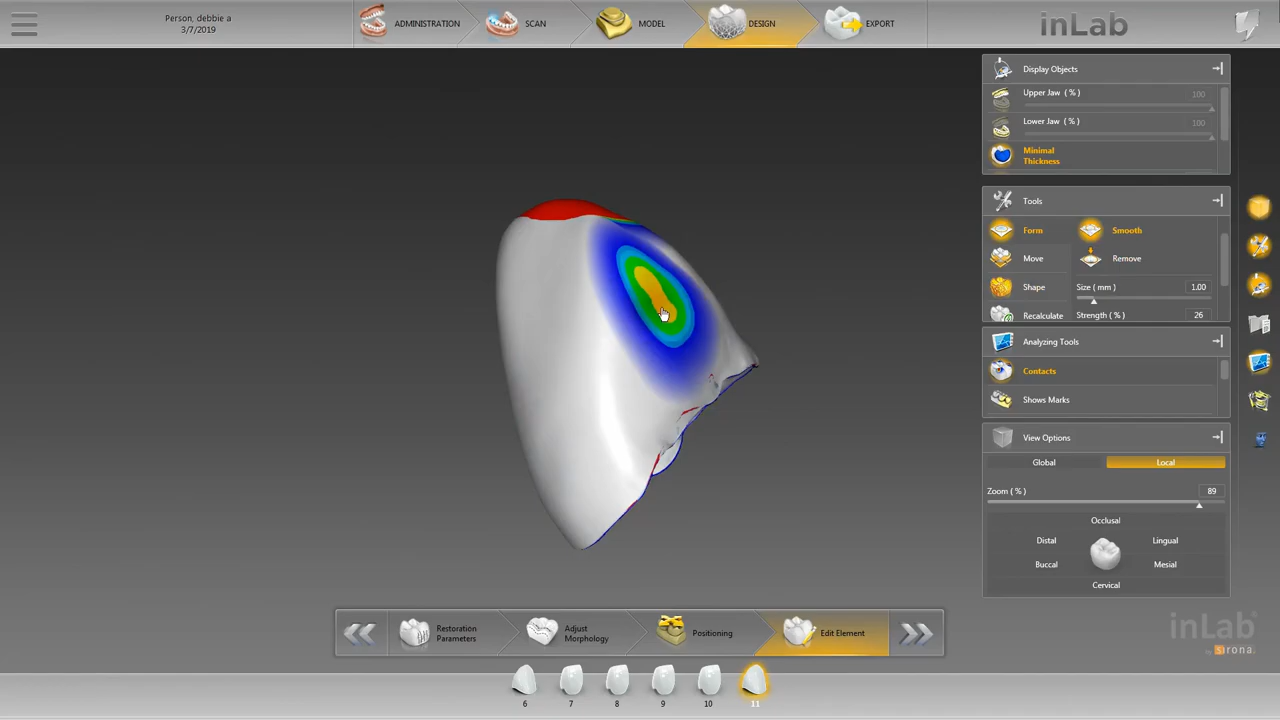 Person, debbie a
3/7/2019
ADMINISTRATION
SCAN
MODEL
DESIGN
EXPORT
inLab
Display Objects
Upper Jaw ( % )
100
Lower Jaw ( % )
100
Minimal
Thickness
Tools
Form
Smooth
Move
Remove
Shape
Size ( mm )
1.00
Recalculate
Strength ( % )
26
Analyzing Tools
Contacts
Shows Marks
View Options
Global
Local
Zoom ( % )
89
Occlusal
Distal
Lingual
Buccal
Mesial
Cervical
Restoration
Parameters
Adjust
Morphology
Positioning
Edit Element
inLab
by sirona
6
7
8
9
10
11